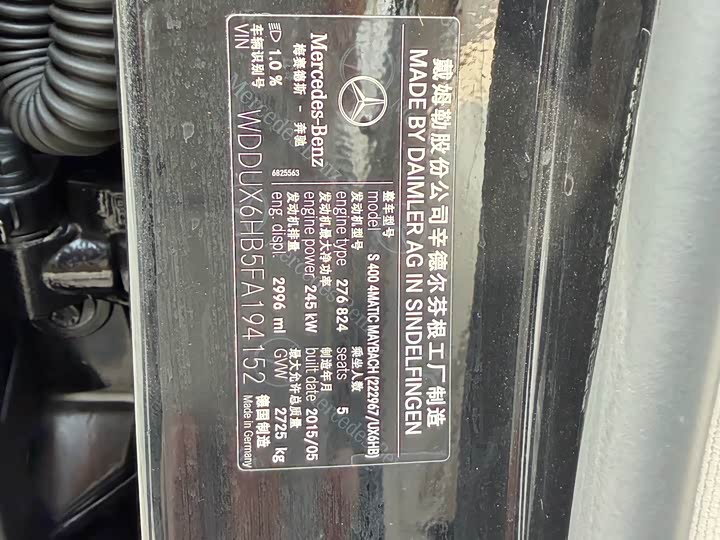 戴姆勒股份公司辛德尔芬根工厂制造
MADE BY DAIMLER AG IN SINDELFINGEN
Mercedes-Benz
梅赛德斯 - 奔驰
1.0 %
6825563
整车型号
model S 400 4MATIC MAYBACH (222967/UX6HB)
发动机型号 乘坐人数
engine type 276 824 seats 5
发动机最大净功率 制造年月
engine power 245 kW built date 2015/05
发动机排量 最大允许总质量
eng. displ. 2996 ml GVW 2725 kg
车辆识别号 德国制造
VIN WDDUX6HB5FA194152 Made in Germany